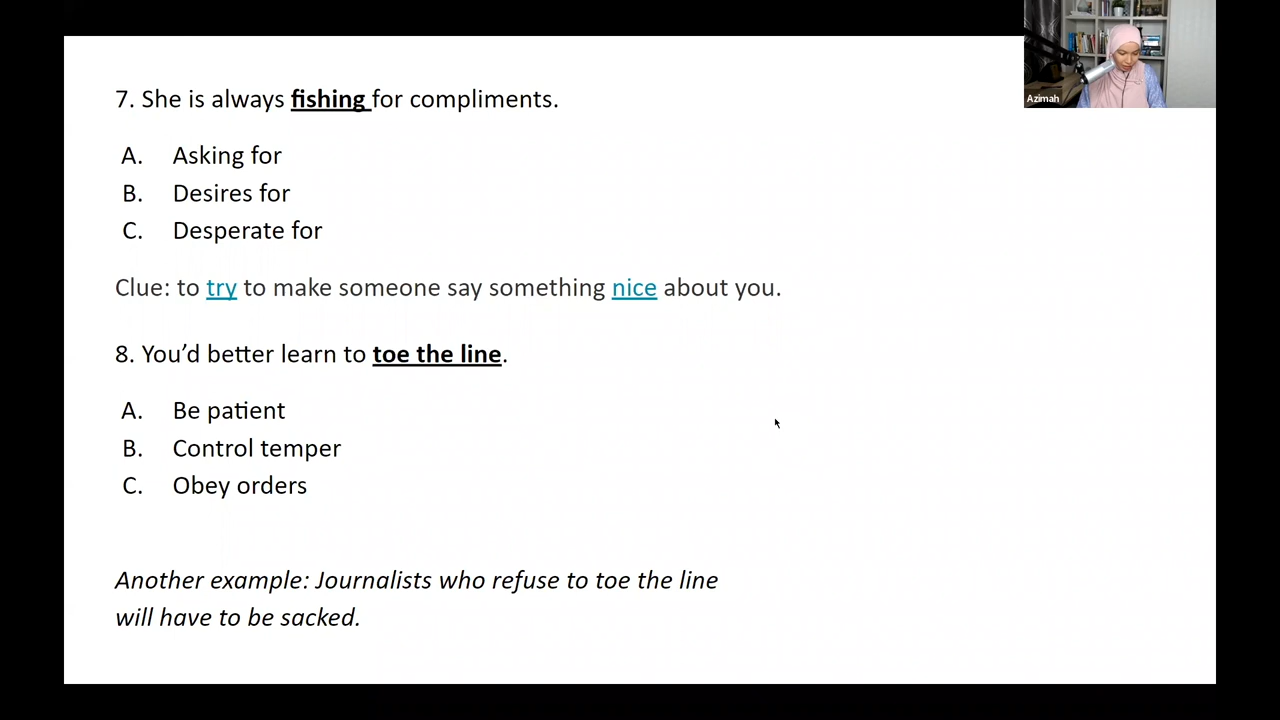 7. She is always fishing for compliments.
A. Asking for
B. Desires for
C. Desperate for
Clue: to try to make someone say something nice about you.
8. You’d better learn to toe the line.
A. Be patient
B. Control temper
C. Obey orders
Another example: Journalists who refuse to toe the line
will have to be sacked.
Azimah